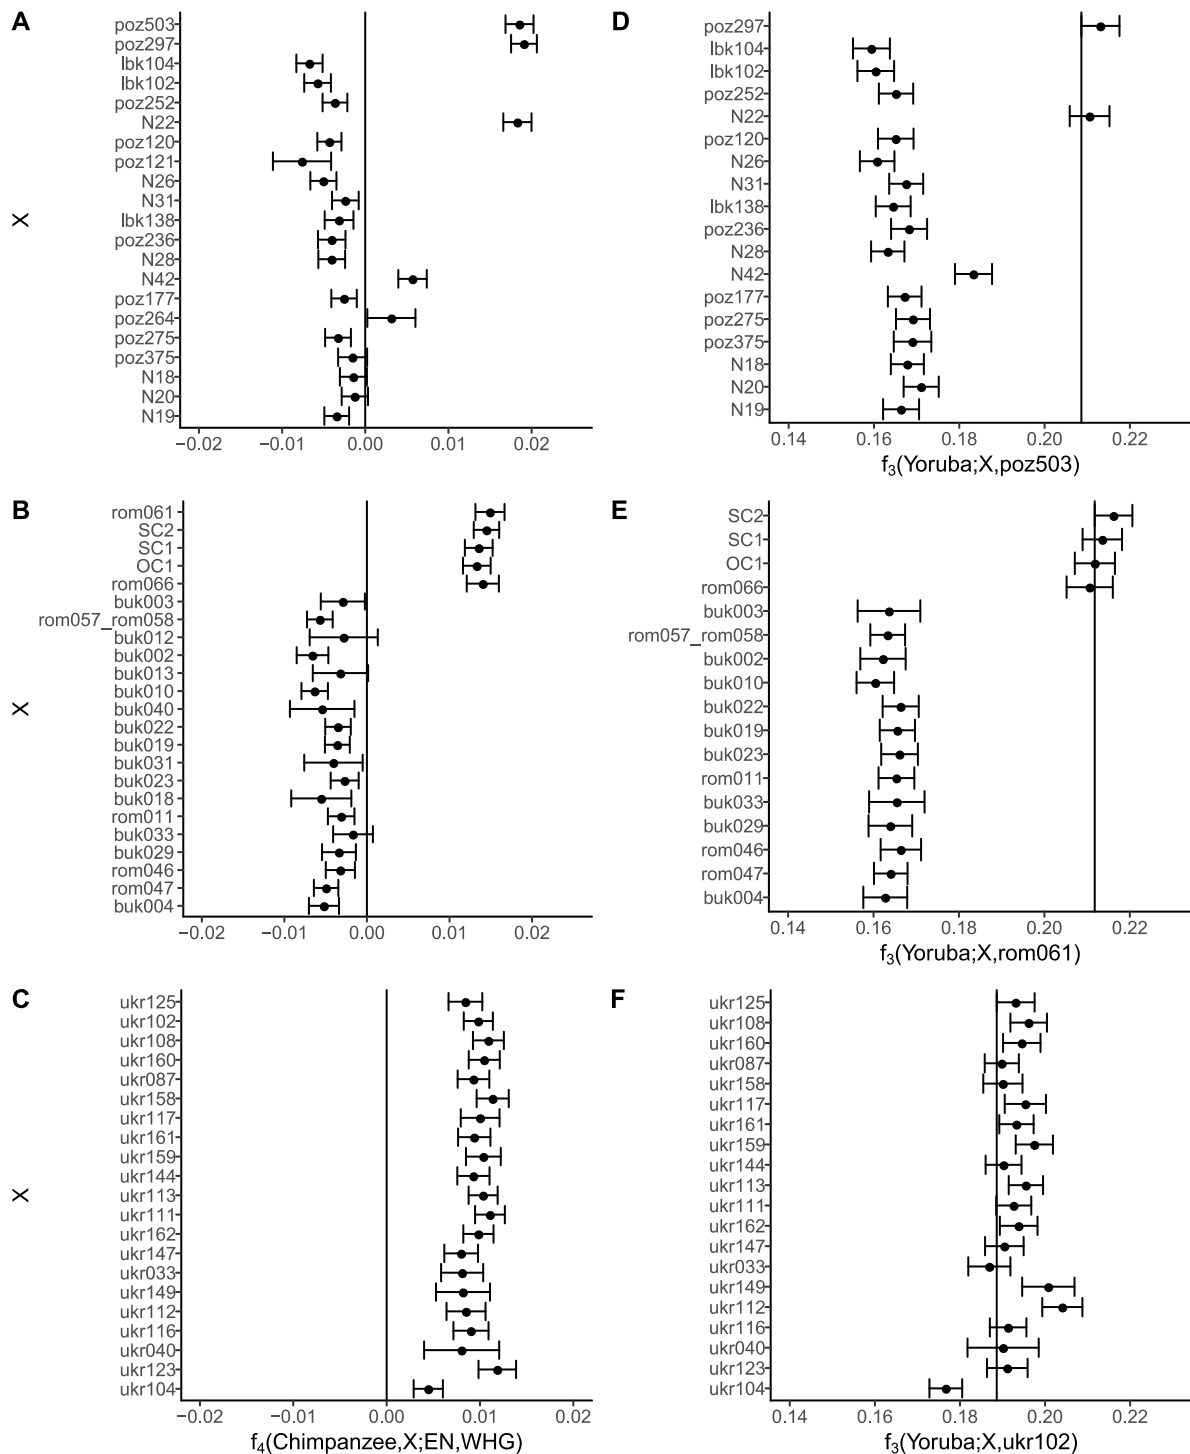 A
poz503
poz297
lbk104
lbk102
poz252
N22
poz120
poz121
N26
N31
lbk138
poz236
N28
N42
poz177
poz264
poz275
poz375
N18
N20
N19
X
−0.02 −0.01 0.00 0.01 0.02
D
poz297
lbk104
lbk102
poz252
N22
poz120
N26
N31
lbk138
poz236
N28
N42
poz177
poz275
poz375
N18
N20
N19
0.14 0.16 0.18 0.20 0.22
f₃(Yoruba;X,poz503)
B
rom061
SC2
SC1
OC1
rom066
buk003
rom057_rom058
buk012
buk002
buk013
buk010
buk040
buk022
buk019
buk031
buk023
buk018
rom011
buk033
buk029
rom046
rom047
buk004
X
−0.02 −0.01 0.00 0.01 0.02
E
SC2
SC1
OC1
rom066
buk003
rom057_rom058
buk002
buk010
buk022
buk019
buk023
rom011
buk033
buk029
rom046
rom047
buk004
0.14 0.16 0.18 0.20 0.22
f₃(Yoruba;X,rom061)
C
ukr125
ukr102
ukr108
ukr160
ukr087
ukr158
ukr117
ukr161
ukr159
ukr144
ukr113
ukr111
ukr162
ukr147
ukr033
ukr149
ukr112
ukr116
ukr040
ukr123
ukr104
X
−0.02 −0.01 0.00 0.01 0.02
f₄(Chimpanzee,X;EN,WHG)
F
ukr125
ukr108
ukr160
ukr087
ukr158
ukr117
ukr161
ukr159
ukr144
ukr113
ukr111
ukr162
ukr147
ukr033
ukr149
ukr112
ukr116
ukr040
ukr123
ukr104
0.14 0.16 0.18 0.20 0.22
f₃(Yoruba;X,ukr102)